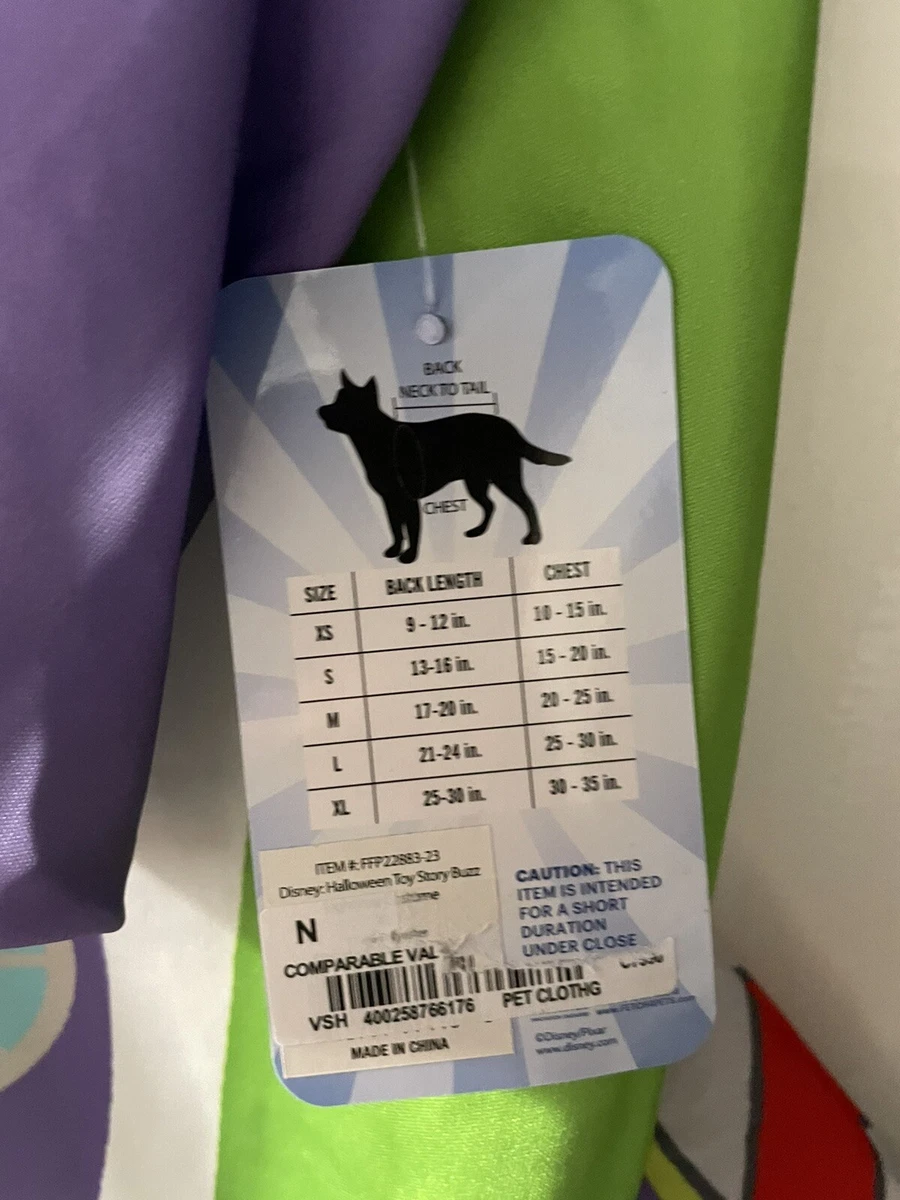 BACK
NECK TO TAIL
CHEST
SIZE BACK LENGTH CHEST
XS 9 - 12 in. 10 - 15 in.
S 13-16 in. 15 - 20 in.
M 17-20 in. 20 - 25 in.
L 21-24 in. 25 - 30 in.
XL 25-30 in. 30 - 35 in.
ITEM #: FFP22883-23
Disney: Halloween Toy Story Buzz
N
COMPARABLE VAL
VSH 400258766176 PET CLOTHG
MADE IN CHINA
CAUTION: THIS
ITEM IS INTENDED
FOR A SHORT
DURATION
UNDER CLOSE
©Disney/Pixar
www.disney.com